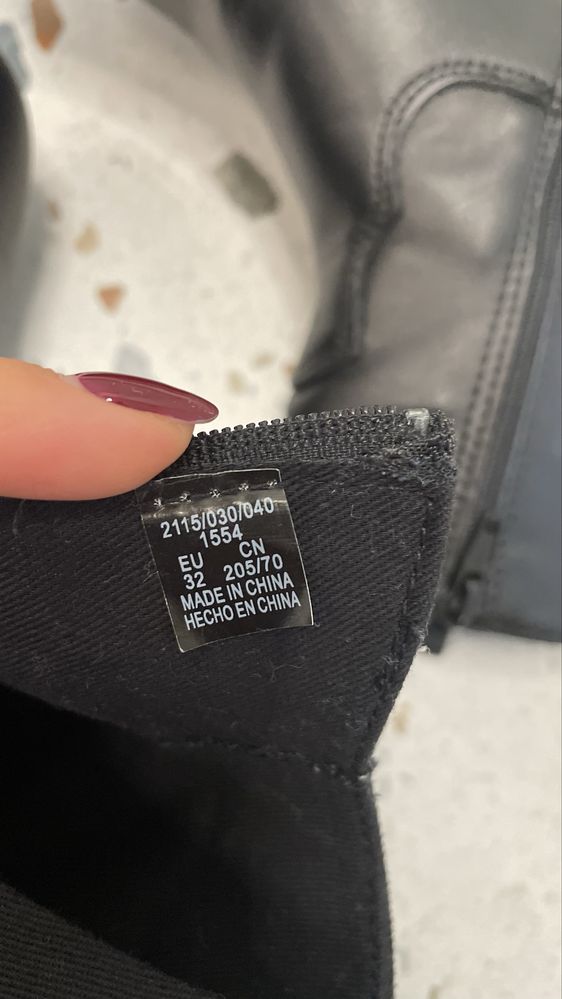 2115/030/040
1554
EU CN
32 205/70
MADE IN CHINA
HECHO EN CHINA